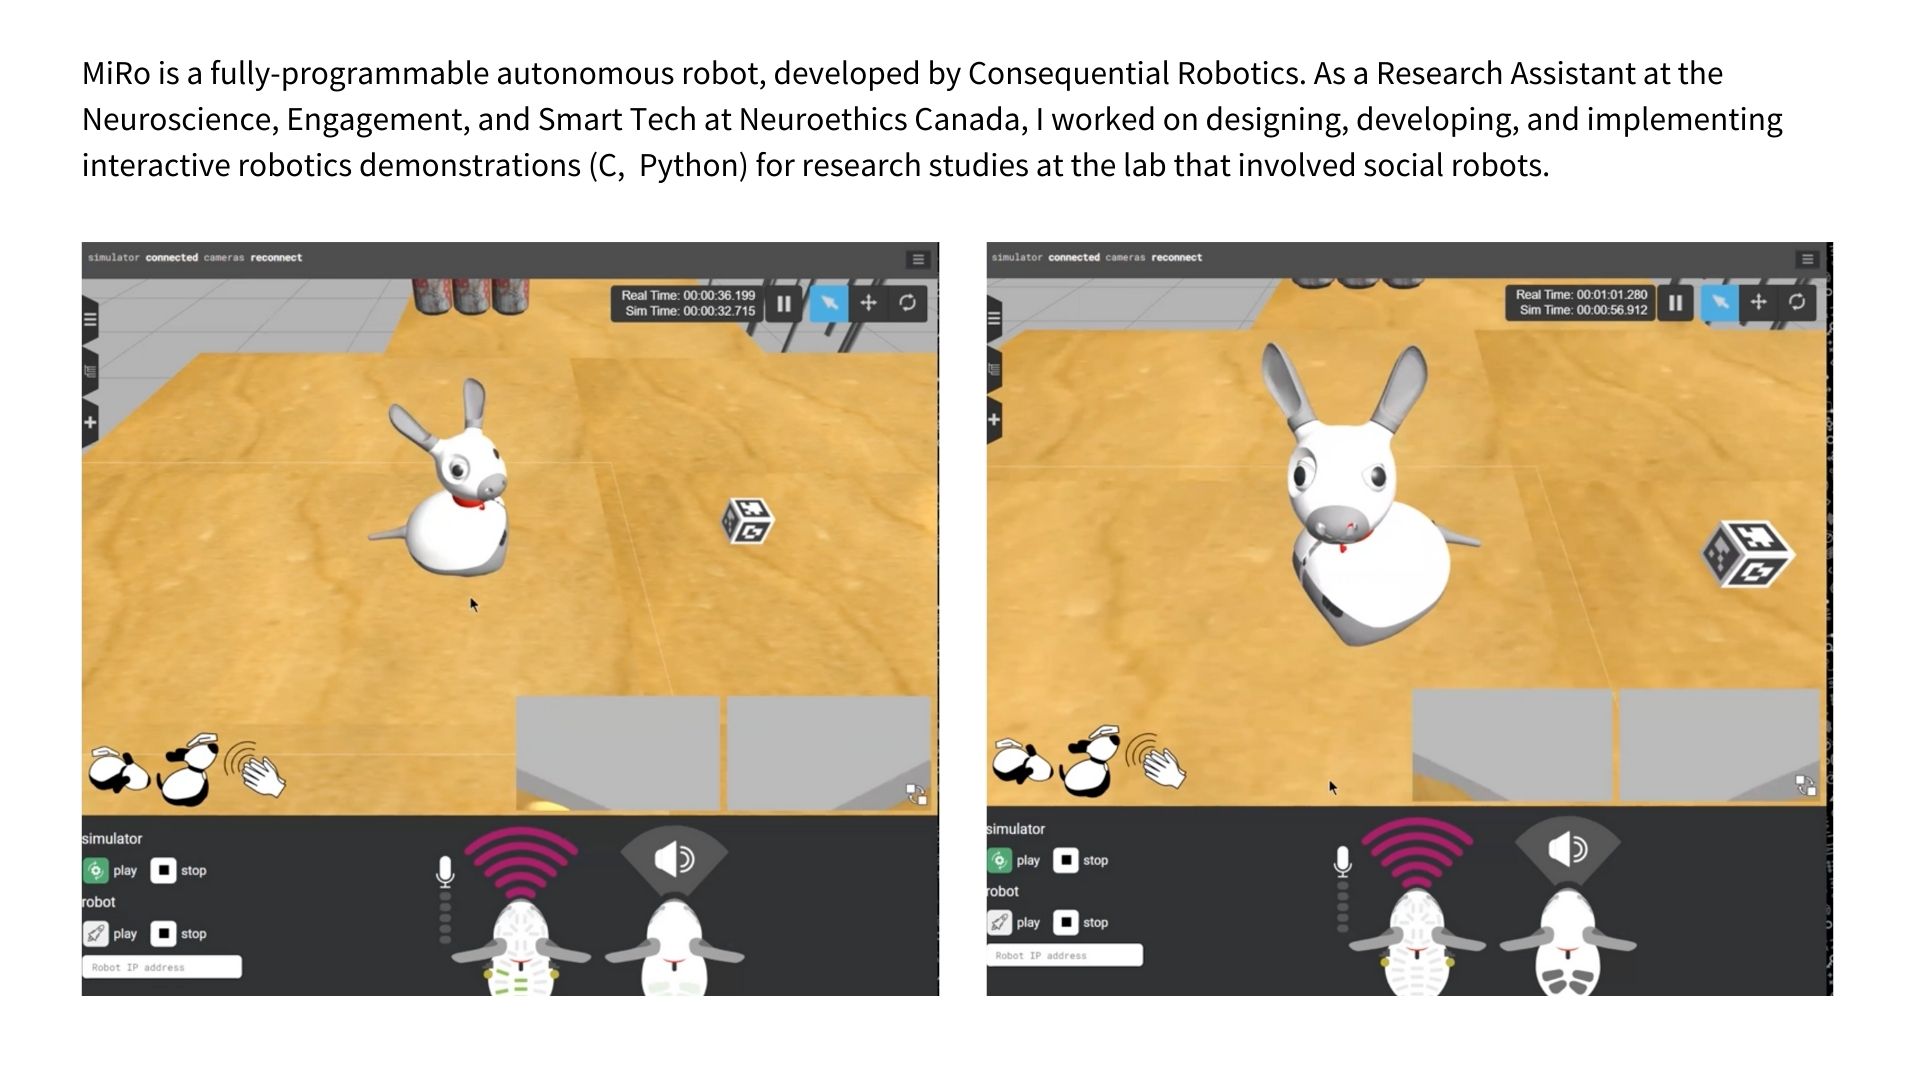 MiRo is a fully-programmable autonomous robot, developed by Consequential Robotics. As a Research Assistant at the
Neuroscience, Engagement, and Smart Tech at Neuroethics Canada, I worked on designing, developing, and implementing
interactive robotics demonstrations (C,  Python) for research studies at the lab that involved social robots.
simulator connected cameras reconnect
Real Time: 00:00:36.199
Sim Time: 00:00:32.715
simulator
play stop
robot
play stop
Robot IP address
simulator connected cameras reconnect
Real Time: 00:01:01.280
Sim Time: 00:00:56.912
simulator
play stop
robot
play stop
Robot IP address